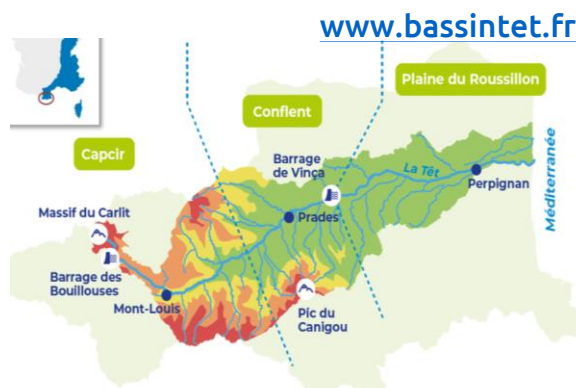 www.bassintet.fr
Plaine du Roussillon
Conflent
Capcir
Barrage
de Vinça
La Têt
Perpignan
Méditerranée
Massif du Carlit
Prades
Barrage des
Bouillouses
Mont-Louis
Pic du
Canigou